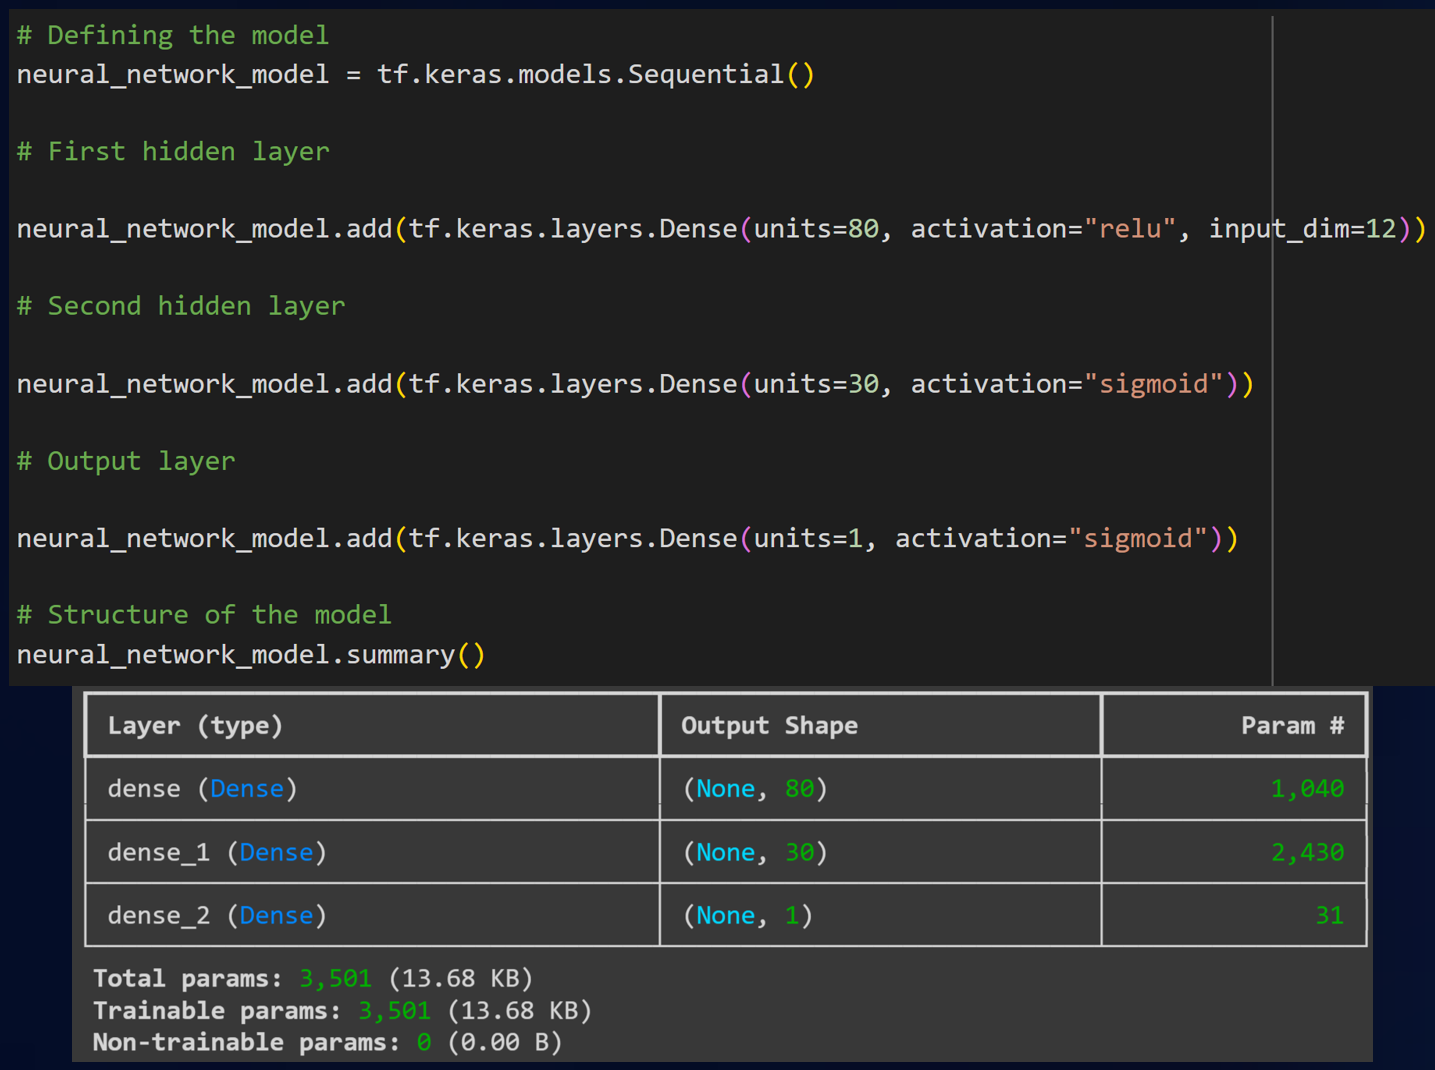 # Defining the model
neural_network_model = tf.keras.models.Sequential()
# First hidden layer
neural_network_model.add(tf.keras.layers.Dense(units=80, activation="relu", input_dim=12))
# Second hidden layer
neural_network_model.add(tf.keras.layers.Dense(units=30, activation="sigmoid"))
# Output layer
neural_network_model.add(tf.keras.layers.Dense(units=1, activation="sigmoid"))
# Structure of the model
neural_network_model.summary()
Layer (type) Output Shape Param #
dense (Dense) (None, 80) 1,040
dense_1 (Dense) (None, 30) 2,430
dense_2 (Dense) (None, 1) 31
Total params: 3,501 (13.68 KB)
Trainable params: 3,501 (13.68 KB)
Non-trainable params: 0 (0.00 B)